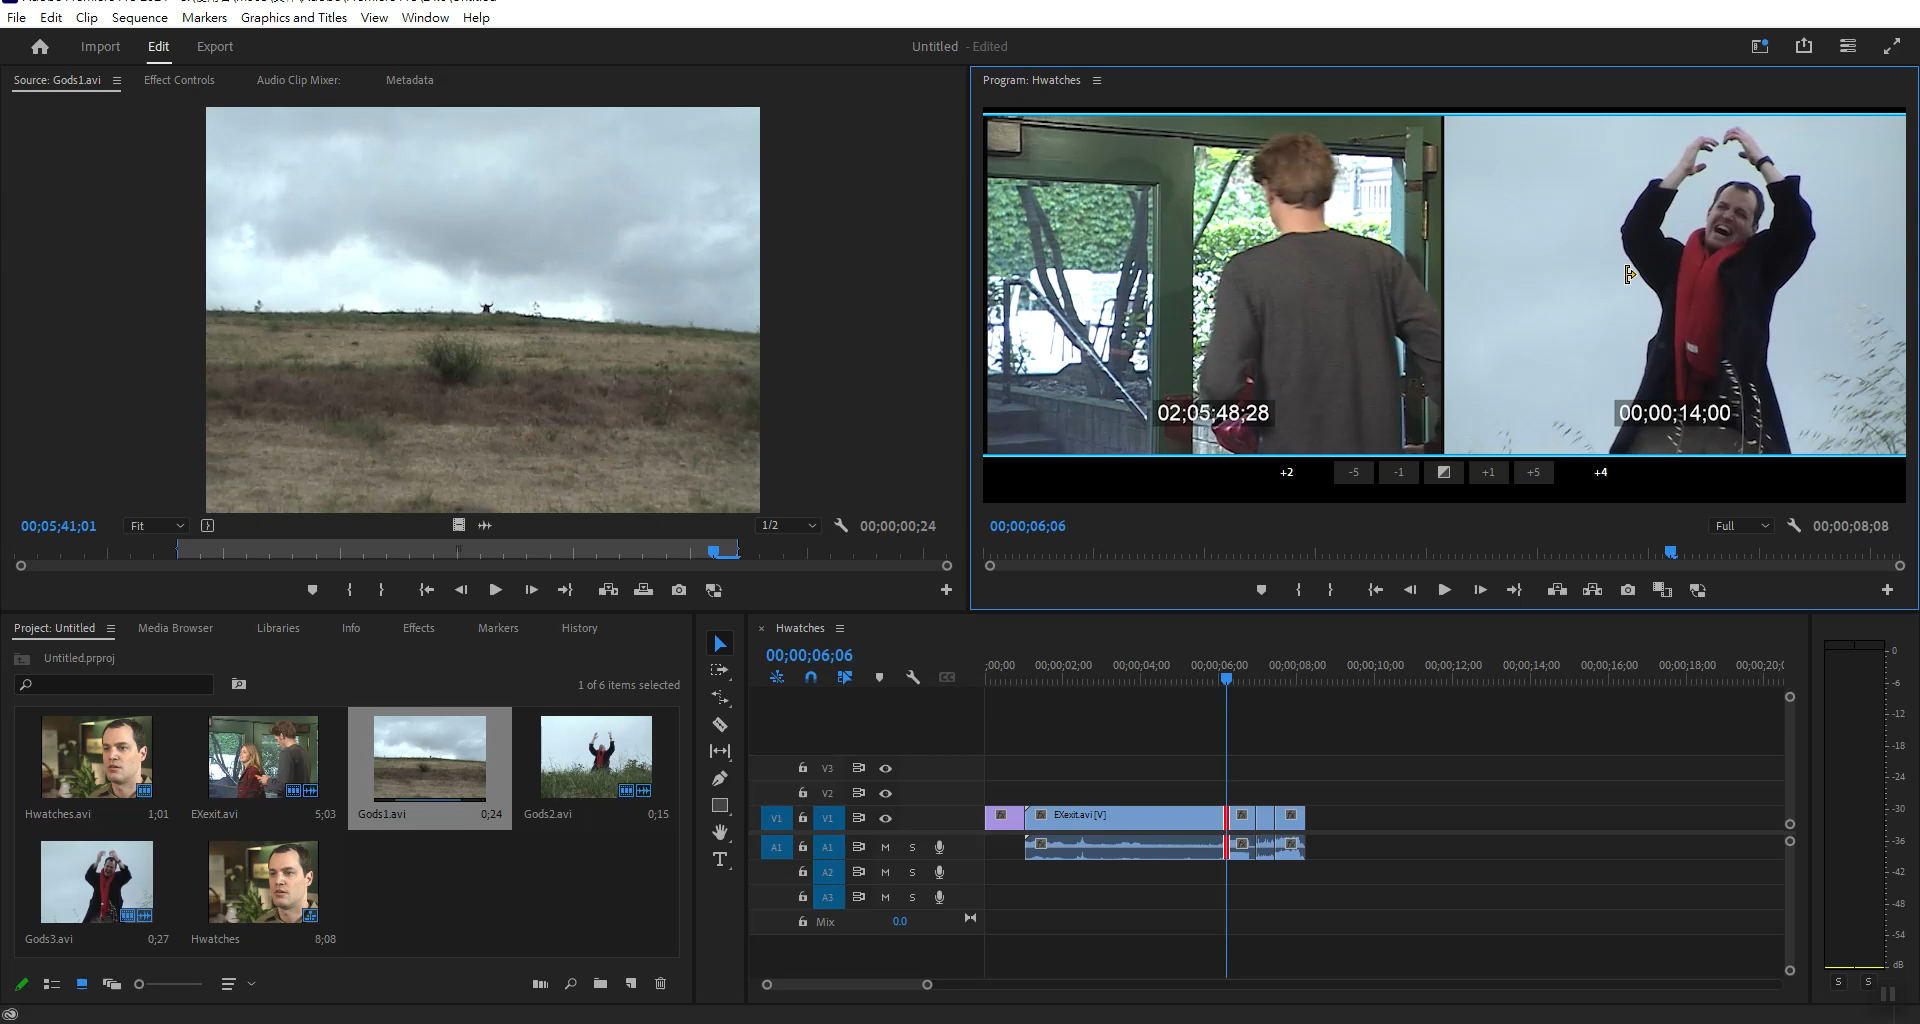 File Edit Clip Sequence Markers Graphics and Titles View Window Help
Import Edit Export Untitled - Edited
Source: Gods1.avi Effect Controls Audio Clip Mixer: Metadata
Program: Hwatches
02;05;48;28 00;00;14;00
+2 -5 -1 +1 +5 +4
00;05;41;01 Fit 1/2 00;00;00;24
00;00;06;06 Full 00;00;08;08
Project: Untitled Media Browser Libraries Info Effects Markers History
Untitled.prproj
1 of 6 items selected
Hwatches.avi 1;01 EXexit.avi 5;03 Gods1.avi 0;24 Gods2.avi 0;15
Gods3.avi 0;27 Hwatches 8;08
× Hwatches
00;00;06;06
;00;00 00;00;02;00 00;00;04;00 00;00;06;00 00;00;08;00 00;00;10;00 00;00;12;00 00;00;14;00 00;00;16;00 00;00;18;00 00;00;20;0
V3
V2
V1 V1 fx fx EXexit.avi [V] fx fx
A1 A1 M S fx fx fx
A2 M S
A3 M S
Mix 0.0
0
-6
-12
-18
-24
-30
-36
-42
-48
-54
dB
S S